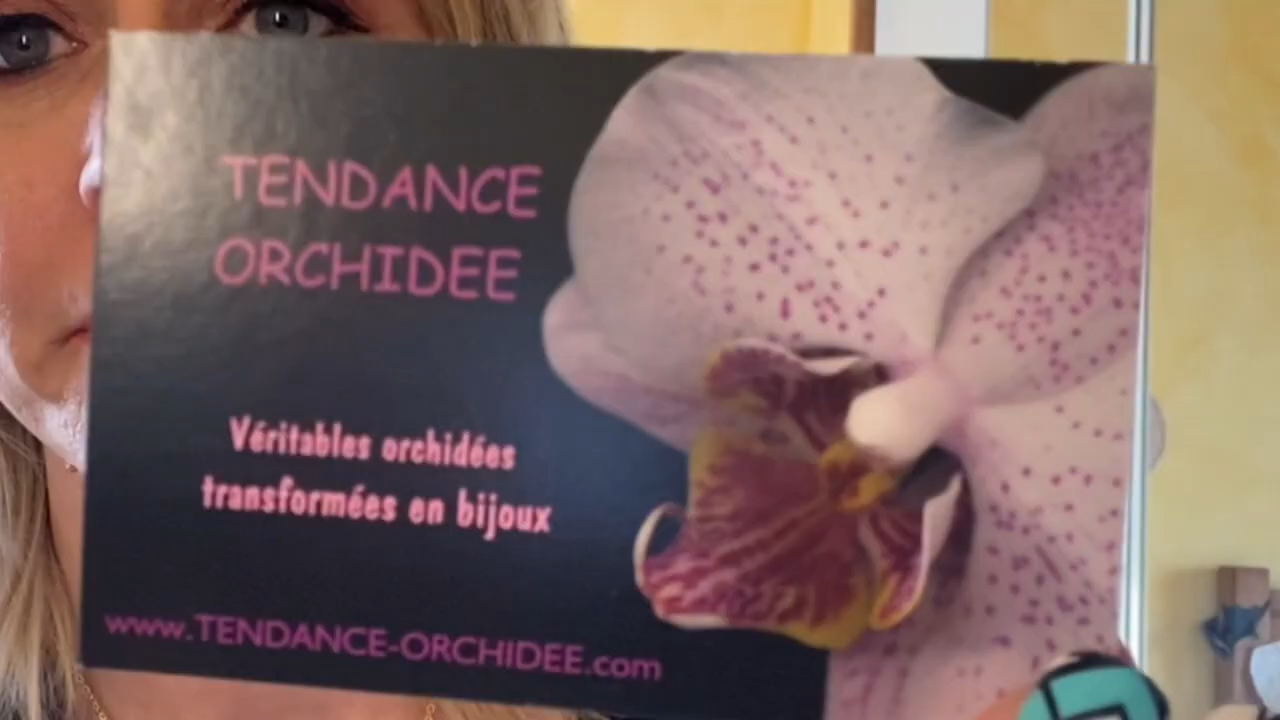 TENDANCE
ORCHIDEE
Véritables orchidées
transformées en bijoux
www.TENDANCE-ORCHIDEE.com